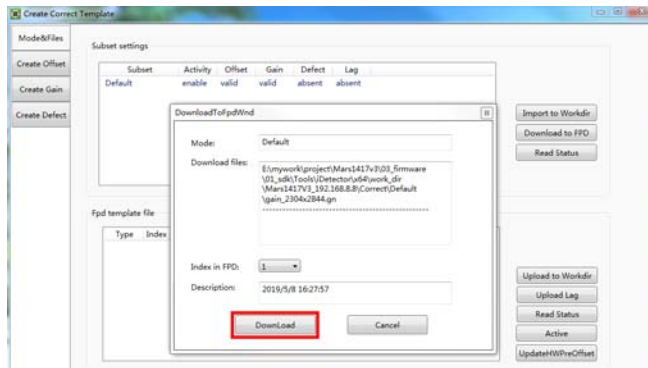 Create Correct Template
Mode&Files
Create Offset
Create Gain
Create Defect
Subset settings
Subset Activity Offset Gain Defect Lag
Default enable valid valid absent absent
Import to Workdir
Download to FPD
Read Status
DownloadToFpdWnd
Mode: Default
Download files: E:\mywork\project\Mars1417v3\03_firmware
\01_sdk\Tools\iDetector\x64\work_dir
\Mars1417V3_192.168.8.8\Correct\Default
\gain_2304x2844.gn
Index in FPD: 1
Description: 2019/5/8 16:27:57
DownLoad Cancel
Fpd template file
Type Index
Upload to Workdir
Upload Lag
Read Status
Active
UpdateHWPreOffset